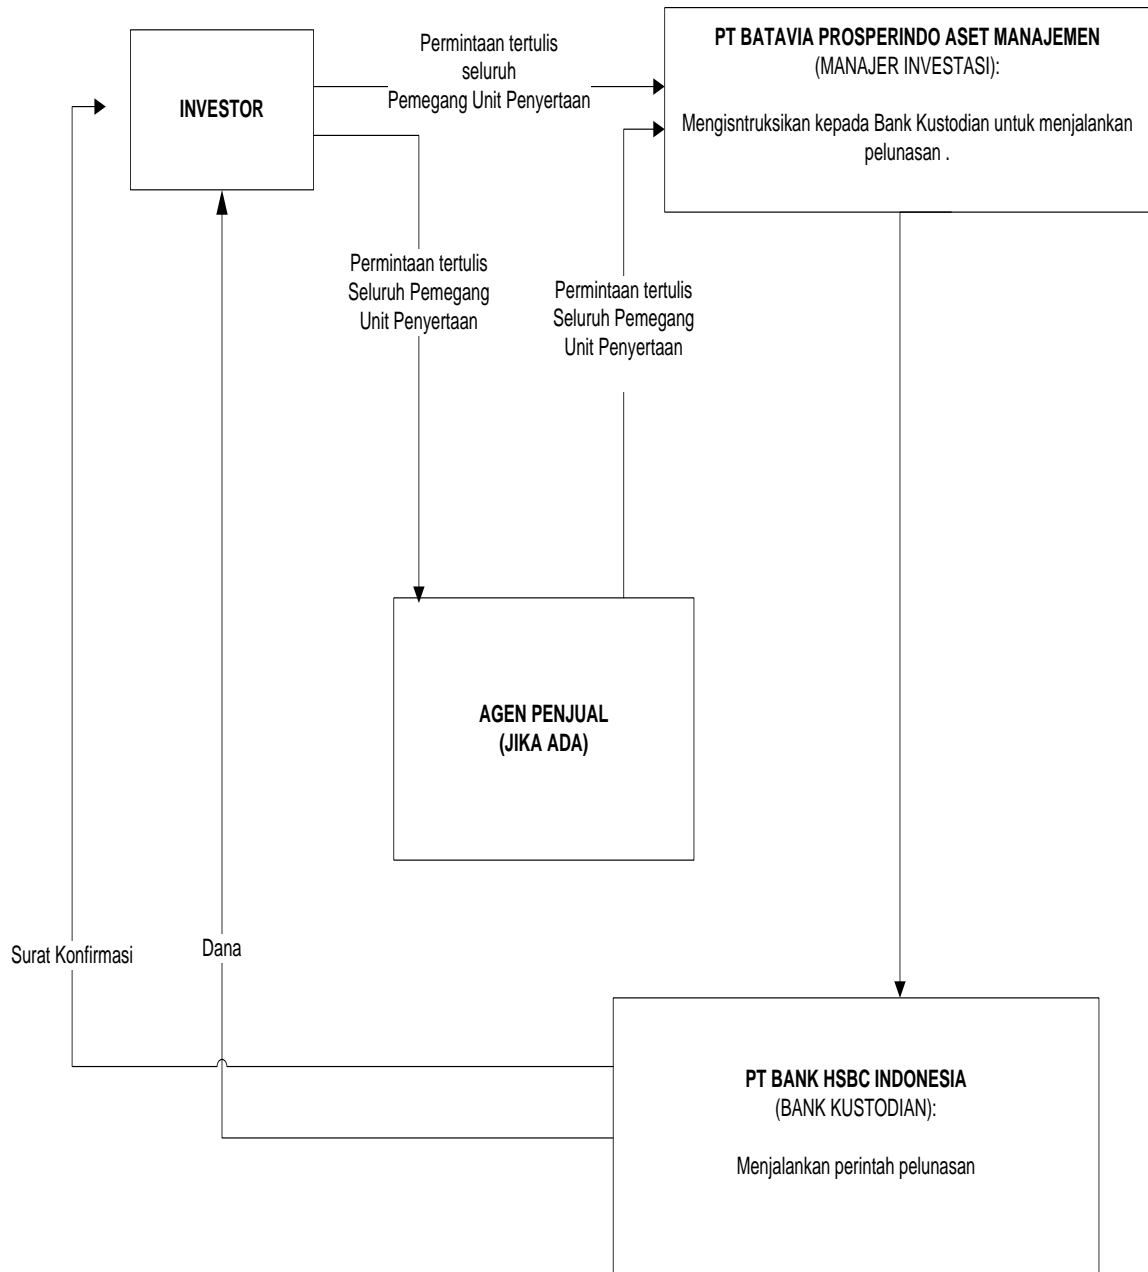 INVESTOR
Permintaan tertulis
seluruh
Pemegang Unit Penyertaan
PT BATAVIA PROSPERINDO ASET MANAJEMEN
(MANAJER INVESTASI):
Mengisntruksikan kepada Bank Kustodian untuk menjalankan
pelunasan .
Permintaan tertulis
Seluruh Pemegang
Unit Penyertaan
Permintaan tertulis
Seluruh Pemegang
Unit Penyertaan
AGEN PENJUAL
(JIKA ADA)
Surat Konfirmasi
Dana
PT BANK HSBC INDONESIA
(BANK KUSTODIAN):
Menjalankan perintah pelunasan